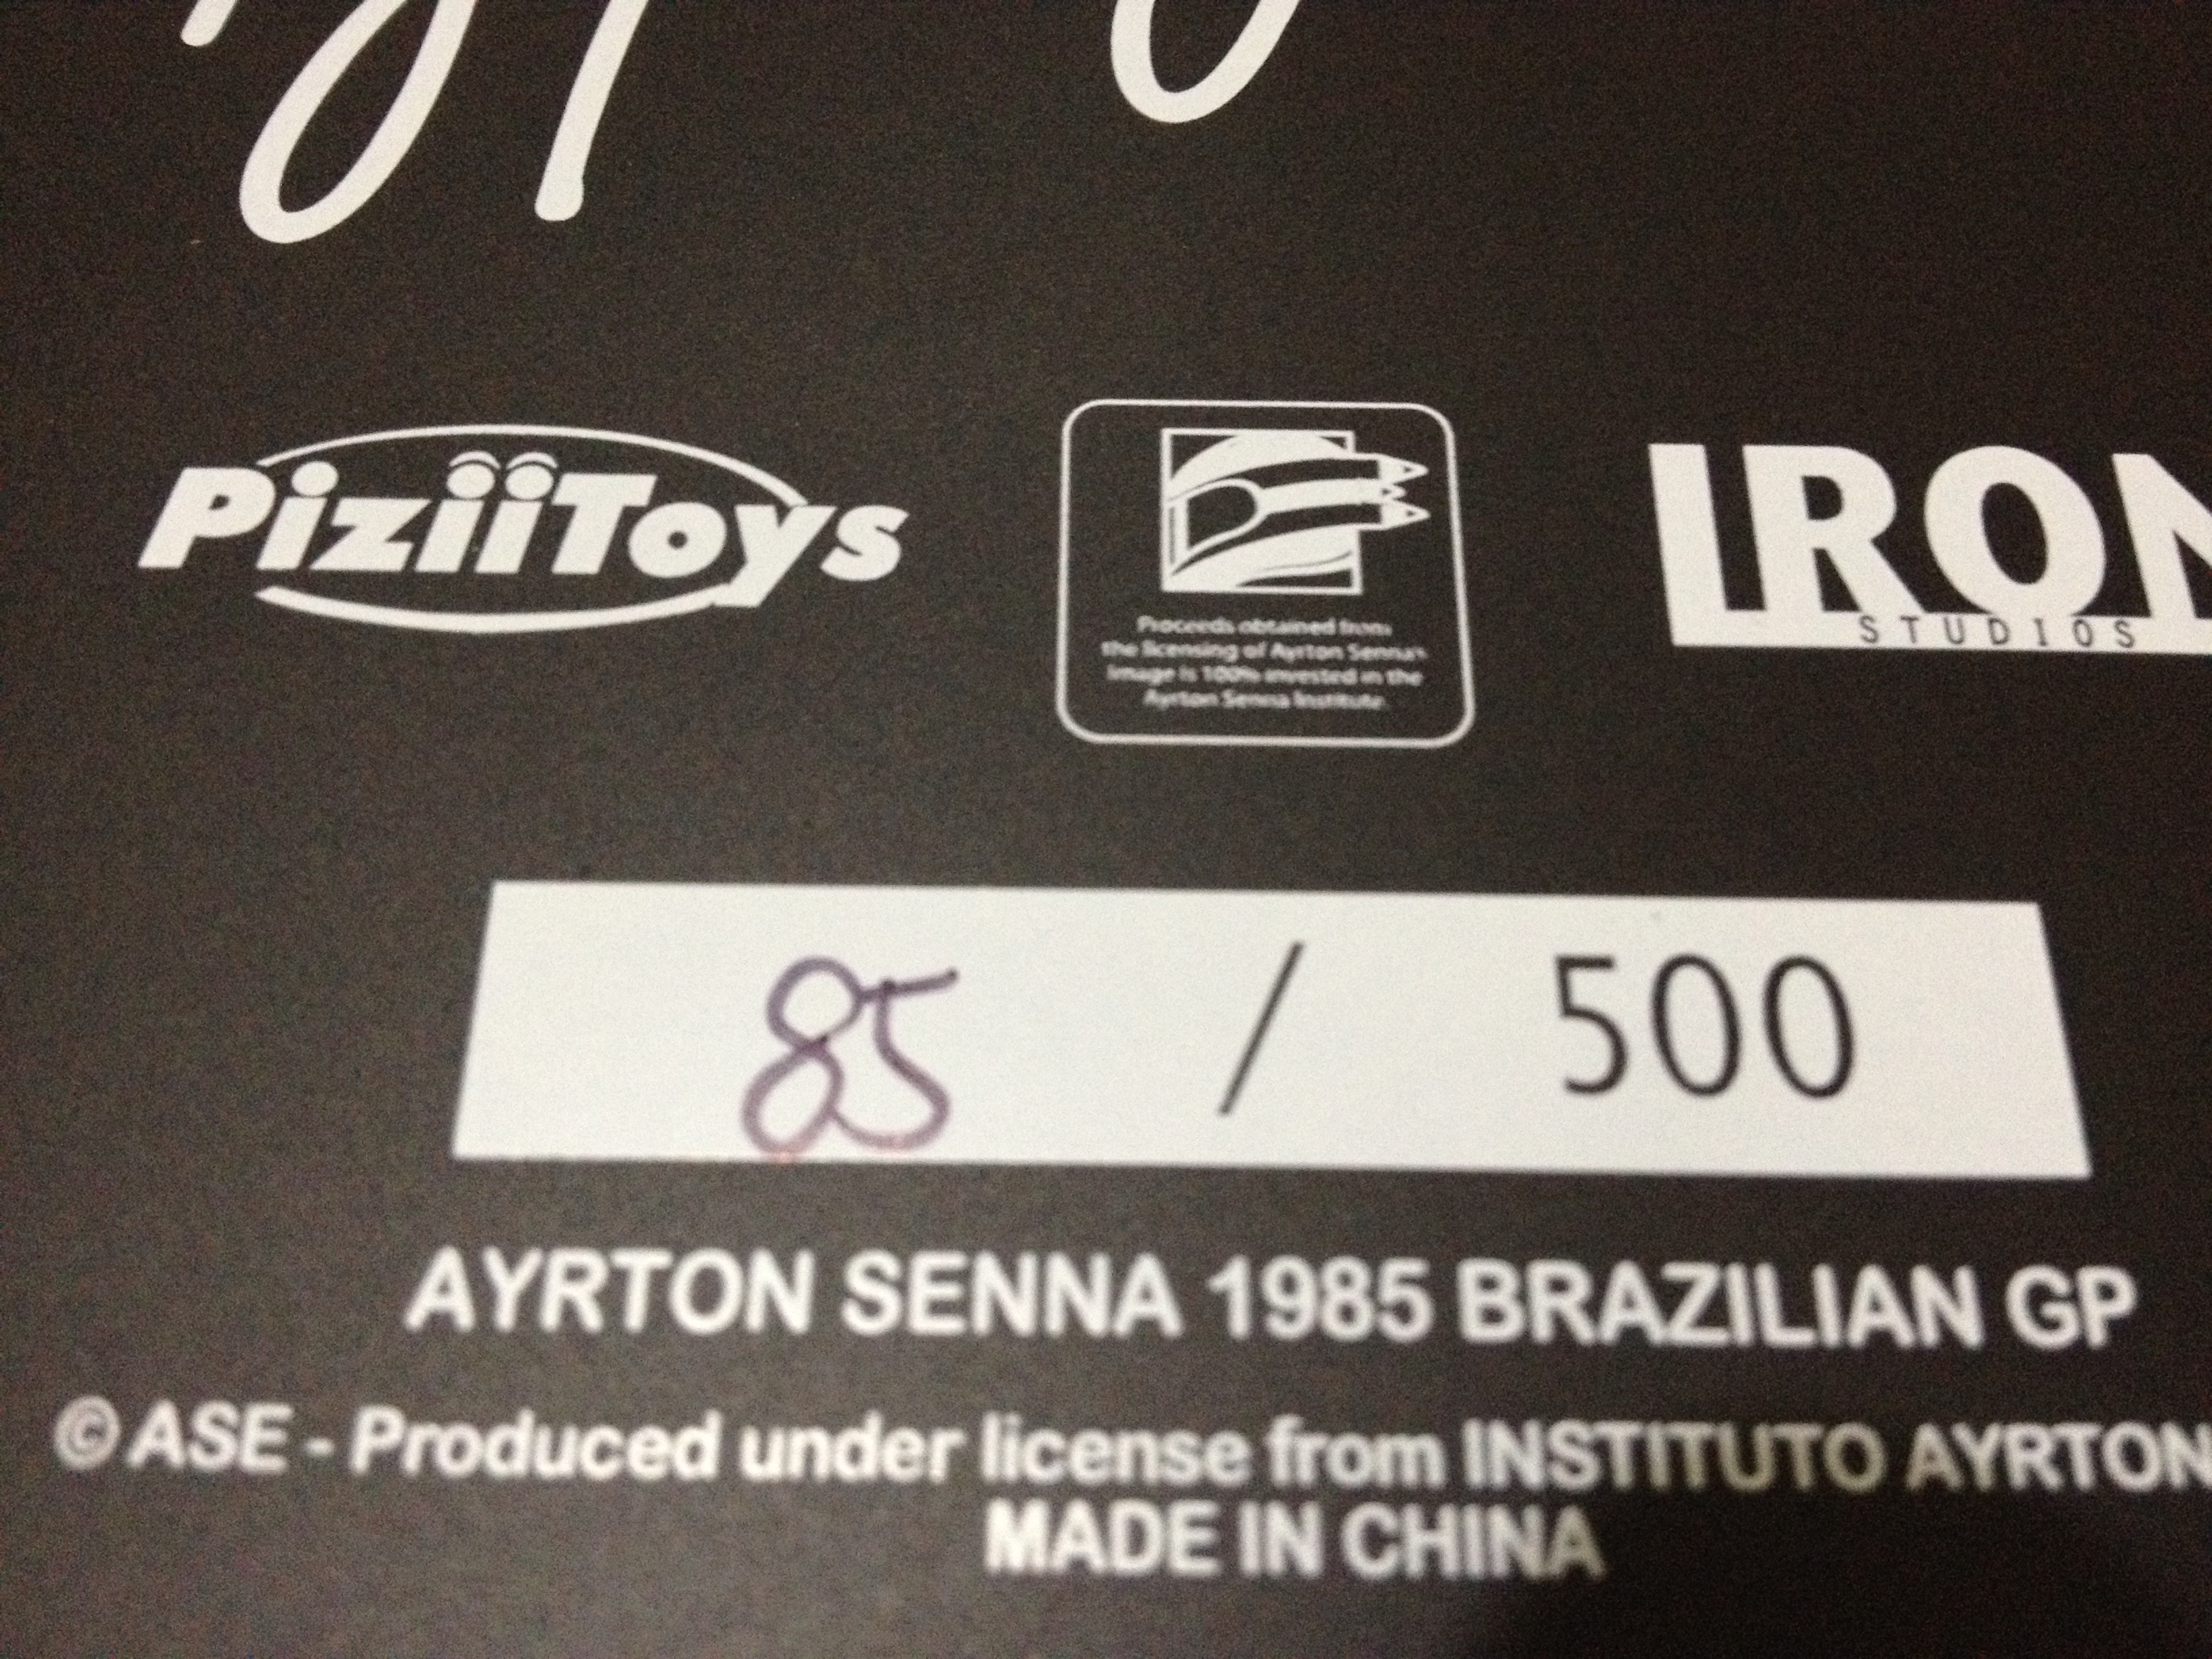 PiziiToys
Proceeds obtained from
the licensing of Ayrton Senna's
image is 100% invested in the
Ayrton Senna Institute.
IRON
STUDIOS
85 / 500
AYRTON SENNA 1985 BRAZILIAN GP
© ASE - Produced under license from INSTITUTO AYRTON
MADE IN CHINA